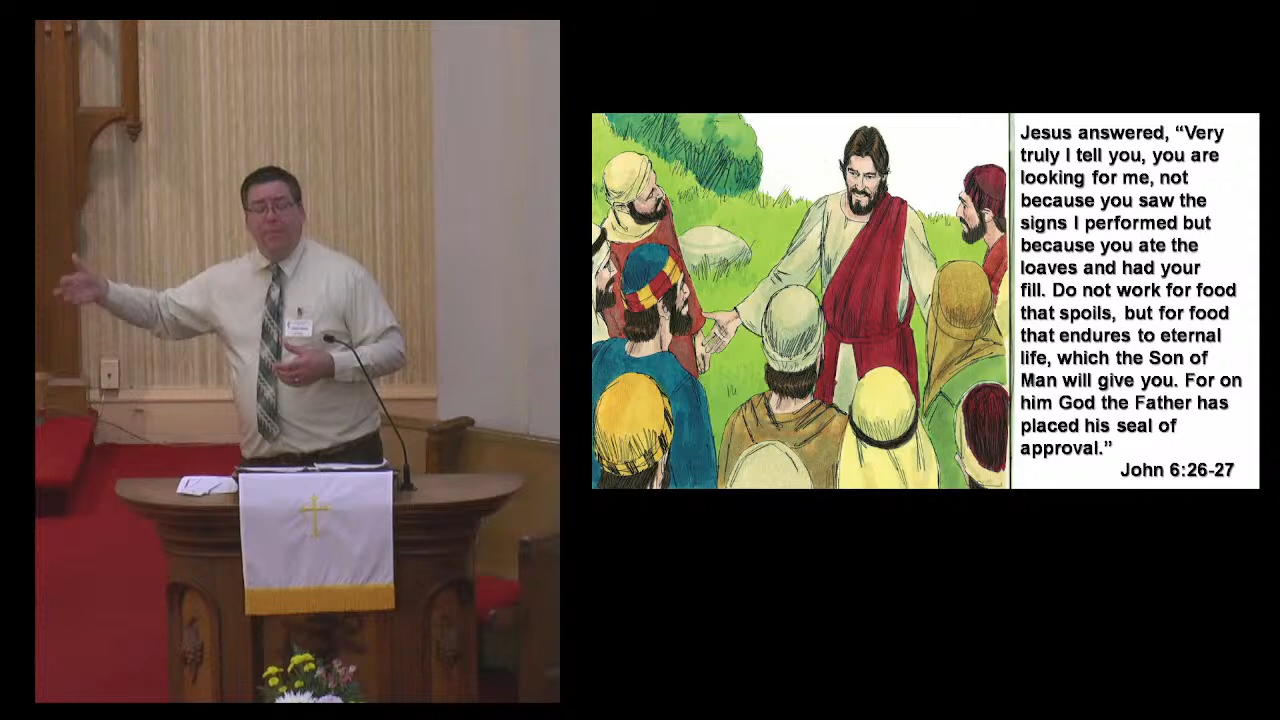 Jesus answered, “Very
truly I tell you, you are
looking for me, not
because you saw the
signs I performed but
because you ate the
loaves and had your
fill. Do not work for food
that spoils, but for food
that endures to eternal
life, which the Son of
Man will give you. For on
him God the Father has
placed his seal of
approval.”
John 6:26-27